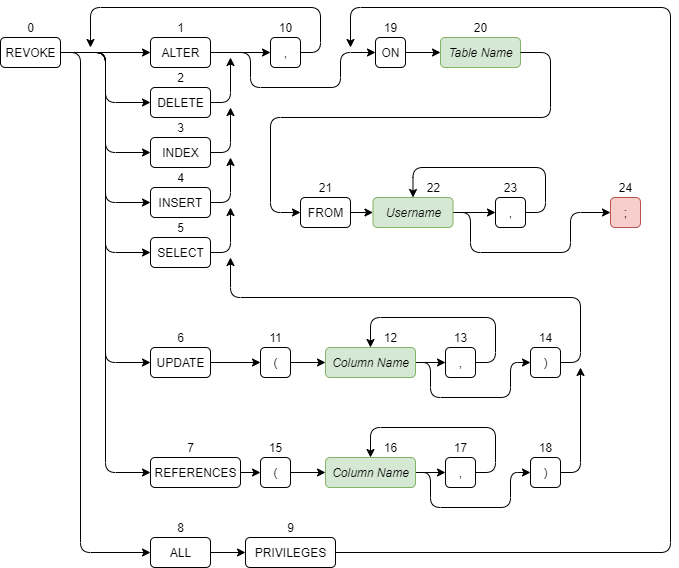 0 1 10 19 20
REVOKE ALTER , ON Table Name
2
DELETE
3
INDEX
4 21 22 23 24
INSERT FROM Username , ;
5
SELECT
6 11 12 13 14
UPDATE ( Column Name , )
7 15 16 17 18
REFERENCES ( Column Name , )
8 9
ALL PRIVILEGES